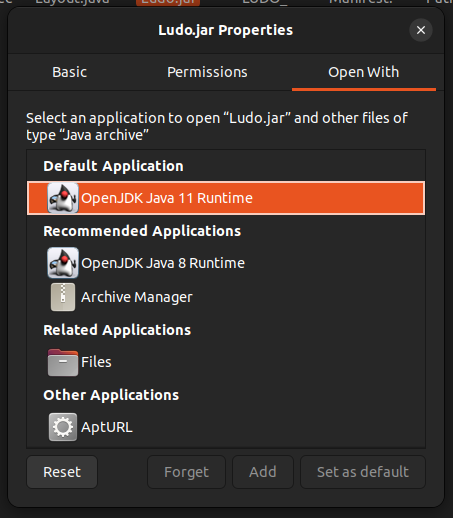 Layout.java Ludo.jar LUDO_ Manifest.
Ludo.jar Properties
Basic Permissions Open With
Select an application to open “Ludo.jar” and other files of
type “Java archive”
Default Application
OpenJDK Java 11 Runtime
Recommended Applications
OpenJDK Java 8 Runtime
Archive Manager
Related Applications
Files
Other Applications
AptURL
Reset Forget Add Set as default